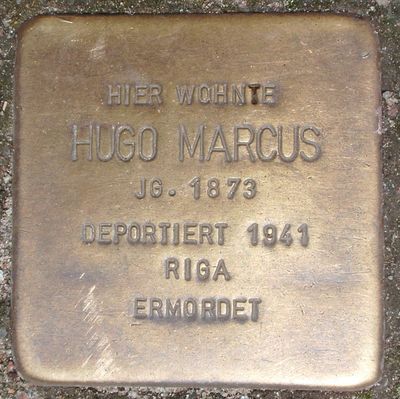 HIER WOHNTE
HUGO MARCUS
JG. 1873
DEPORTIERT 1941
RIGA
ERMORDET